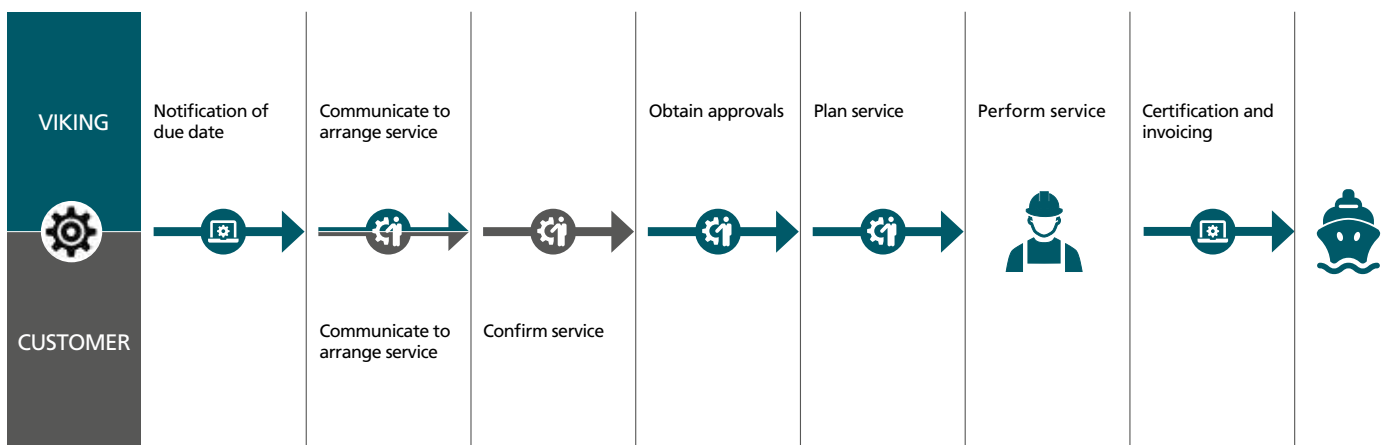 VIKING
Notification of
due date
Communicate to
arrange service
Obtain approvals
Plan service
Perform service
Certification and
invoicing
CUSTOMER
Communicate to
arrange service
Confirm service